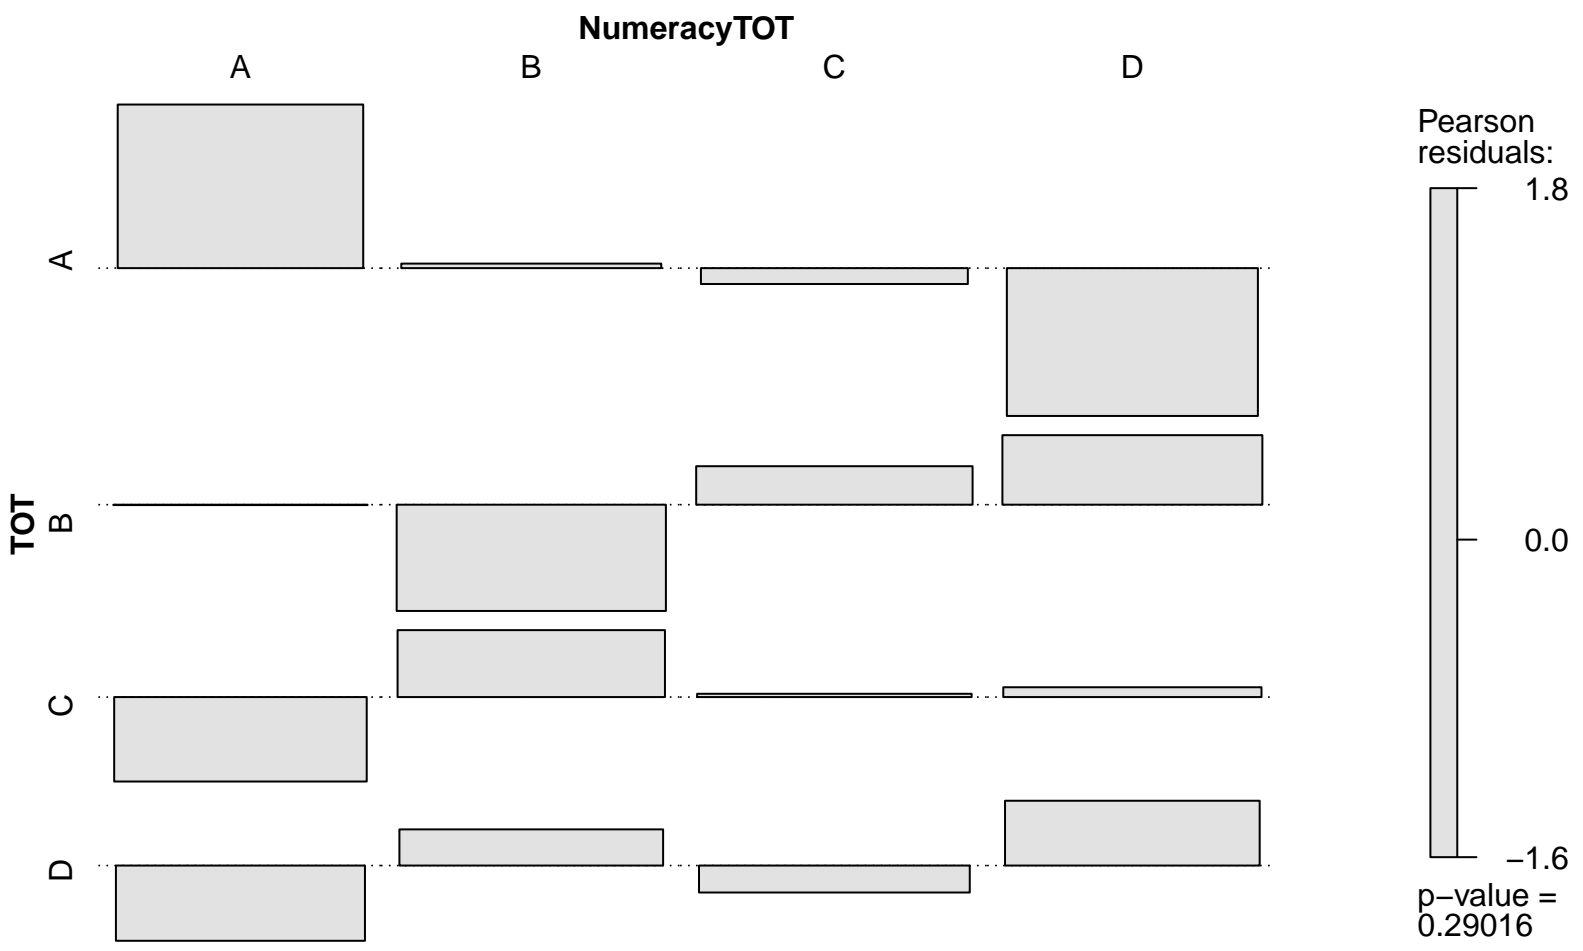 NumeracyTOT
A B C D
TOT
A
B
C
D
Pearson
residuals:
1.8
0.0
−1.6
p−value =
0.29016